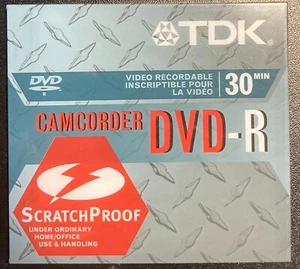 TDK
DVD
R
VIDEO RECORDABLE
INSCRIPTIBLE POUR
LA VIDÉO
30 MIN
CAMCORDER DVD-R
SCRATCHPROOF
UNDER ORDINARY
HOME/OFFICE
USE & HANDLING